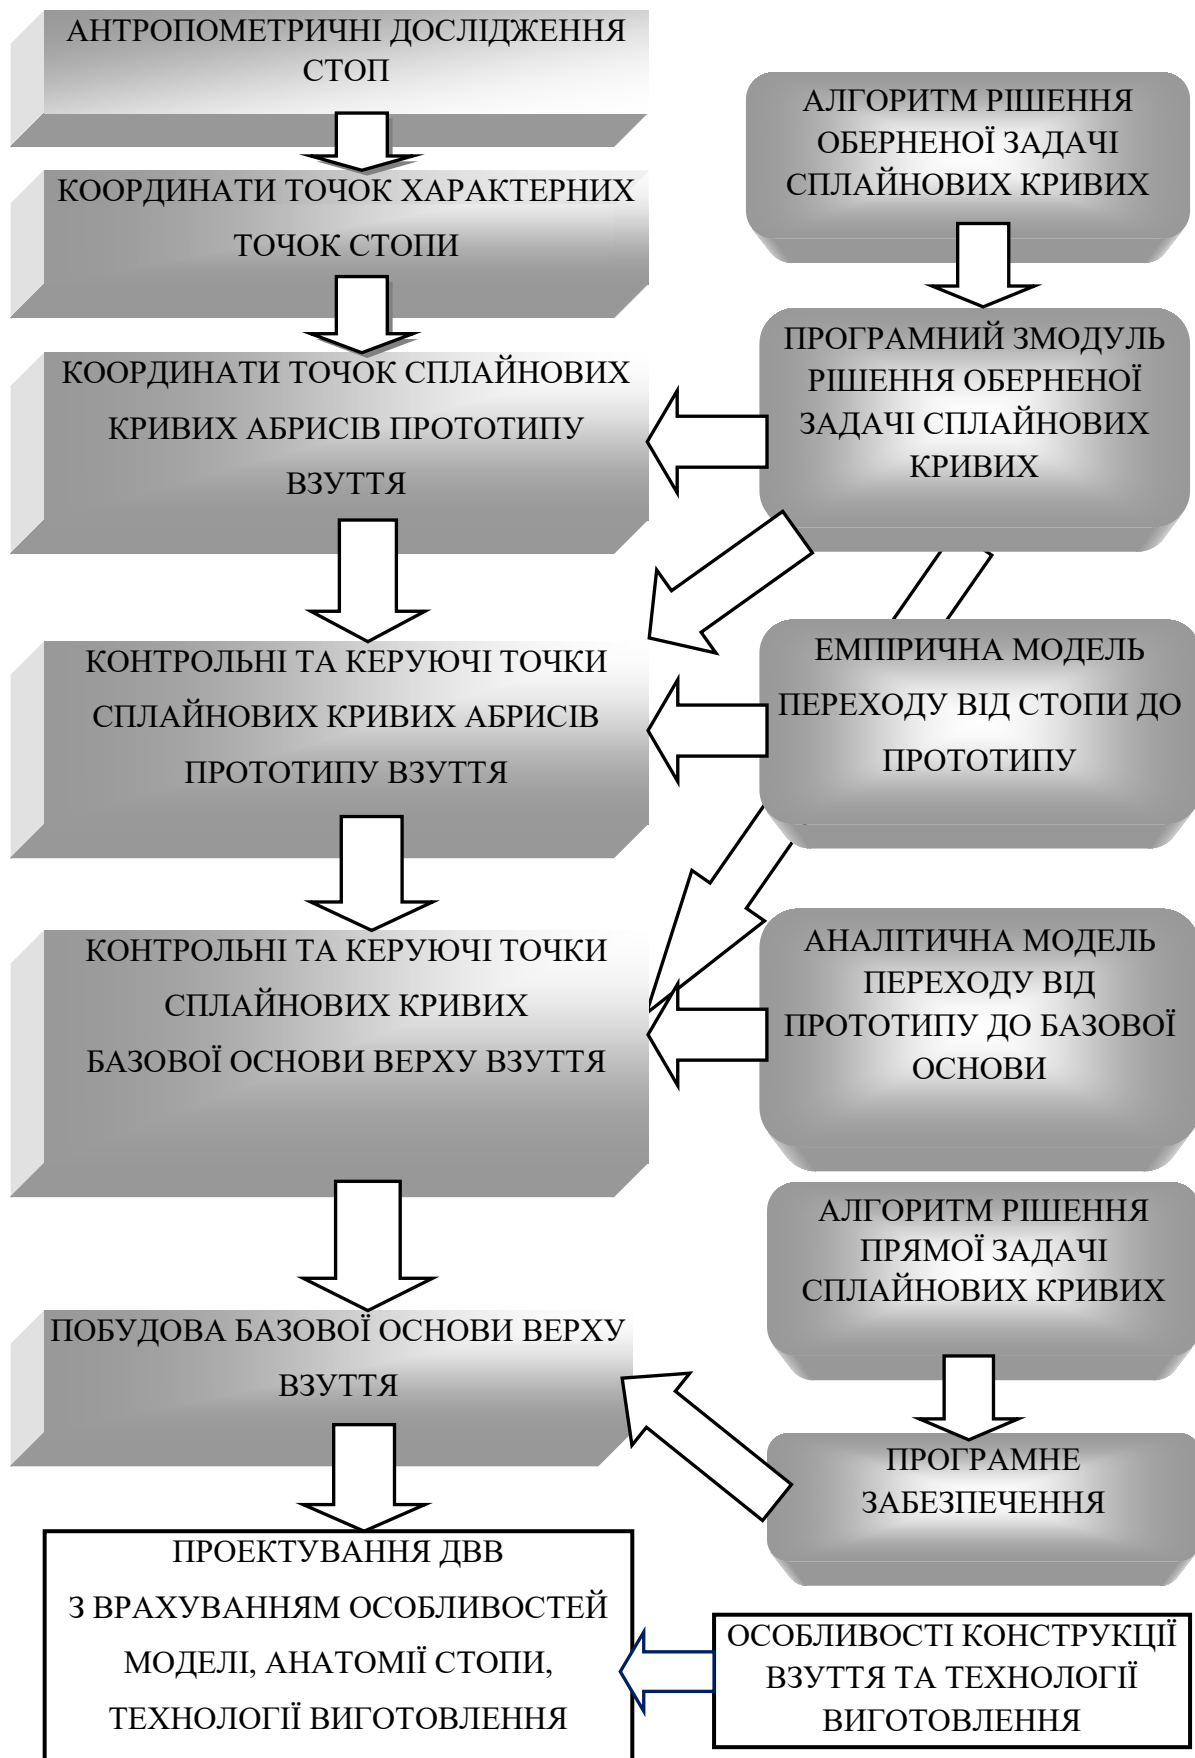 АНТРОПОМЕТРИЧНІ ДОСЛІДЖЕННЯ
СТОП
КООРДИНАТИ ТОЧОК ХАРАКТЕРНИХ
ТОЧОК СТОПИ
КООРДИНАТИ ТОЧОК СПЛАЙНОВИХ
КРИВИХ АБРИСІВ ПРОТОТИПУ
ВЗУТТЯ
КОНТРОЛЬНІ ТА КЕРУЮЧІ ТОЧКИ
СПЛАЙНОВИХ КРИВИХ АБРИСІВ
ПРОТОТИПУ ВЗУТТЯ
КОНТРОЛЬНІ ТА КЕРУЮЧІ ТОЧКИ
СПЛАЙНОВИХ КРИВИХ
БАЗОВОЇ ОСНОВИ ВЕРХУ ВЗУТТЯ
ПОБУДОВА БАЗОВОЇ ОСНОВИ ВЕРХУ
ВЗУТТЯ
ПРОЕКТУВАННЯ ДВВ
З ВРАХУВАННЯМ ОСОБЛИВОСТЕЙ
МОДЕЛІ, АНАТОМІЇ СТОПИ,
ТЕХНОЛОГІЇ ВИГОТОВЛЕННЯ
АЛГОРИТМ РІШЕННЯ
ОБЕРНЕНОЇ ЗАДАЧІ
СПЛАЙНОВИХ КРИВИХ
ПРОГРАМНИЙ ЗМОДУЛЬ
РІШЕННЯ ОБЕРНЕНОЇ
ЗАДАЧІ СПЛАЙНОВИХ
КРИВИХ
ЕМПІРИЧНА МОДЕЛЬ
ПЕРЕХОДУ ВІД СТОПИ ДО
ПРОТОТИПУ
АНАЛІТИЧНА МОДЕЛЬ
ПЕРЕХОДУ ВІД
ПРОТОТИПУ ДО БАЗОВОЇ
ОСНОВИ
АЛГОРИТМ РІШЕННЯ
ПРЯМОЇ ЗАДАЧІ
СПЛАЙНОВИХ КРИВИХ
ПРОГРАМНЕ
ЗАБЕЗПЕЧЕННЯ
ОСОБЛИВОСТІ КОНСТРУКЦІЇ
ВЗУТТЯ ТА ТЕХНОЛОГІЇ
ВИГОТОВЛЕННЯ